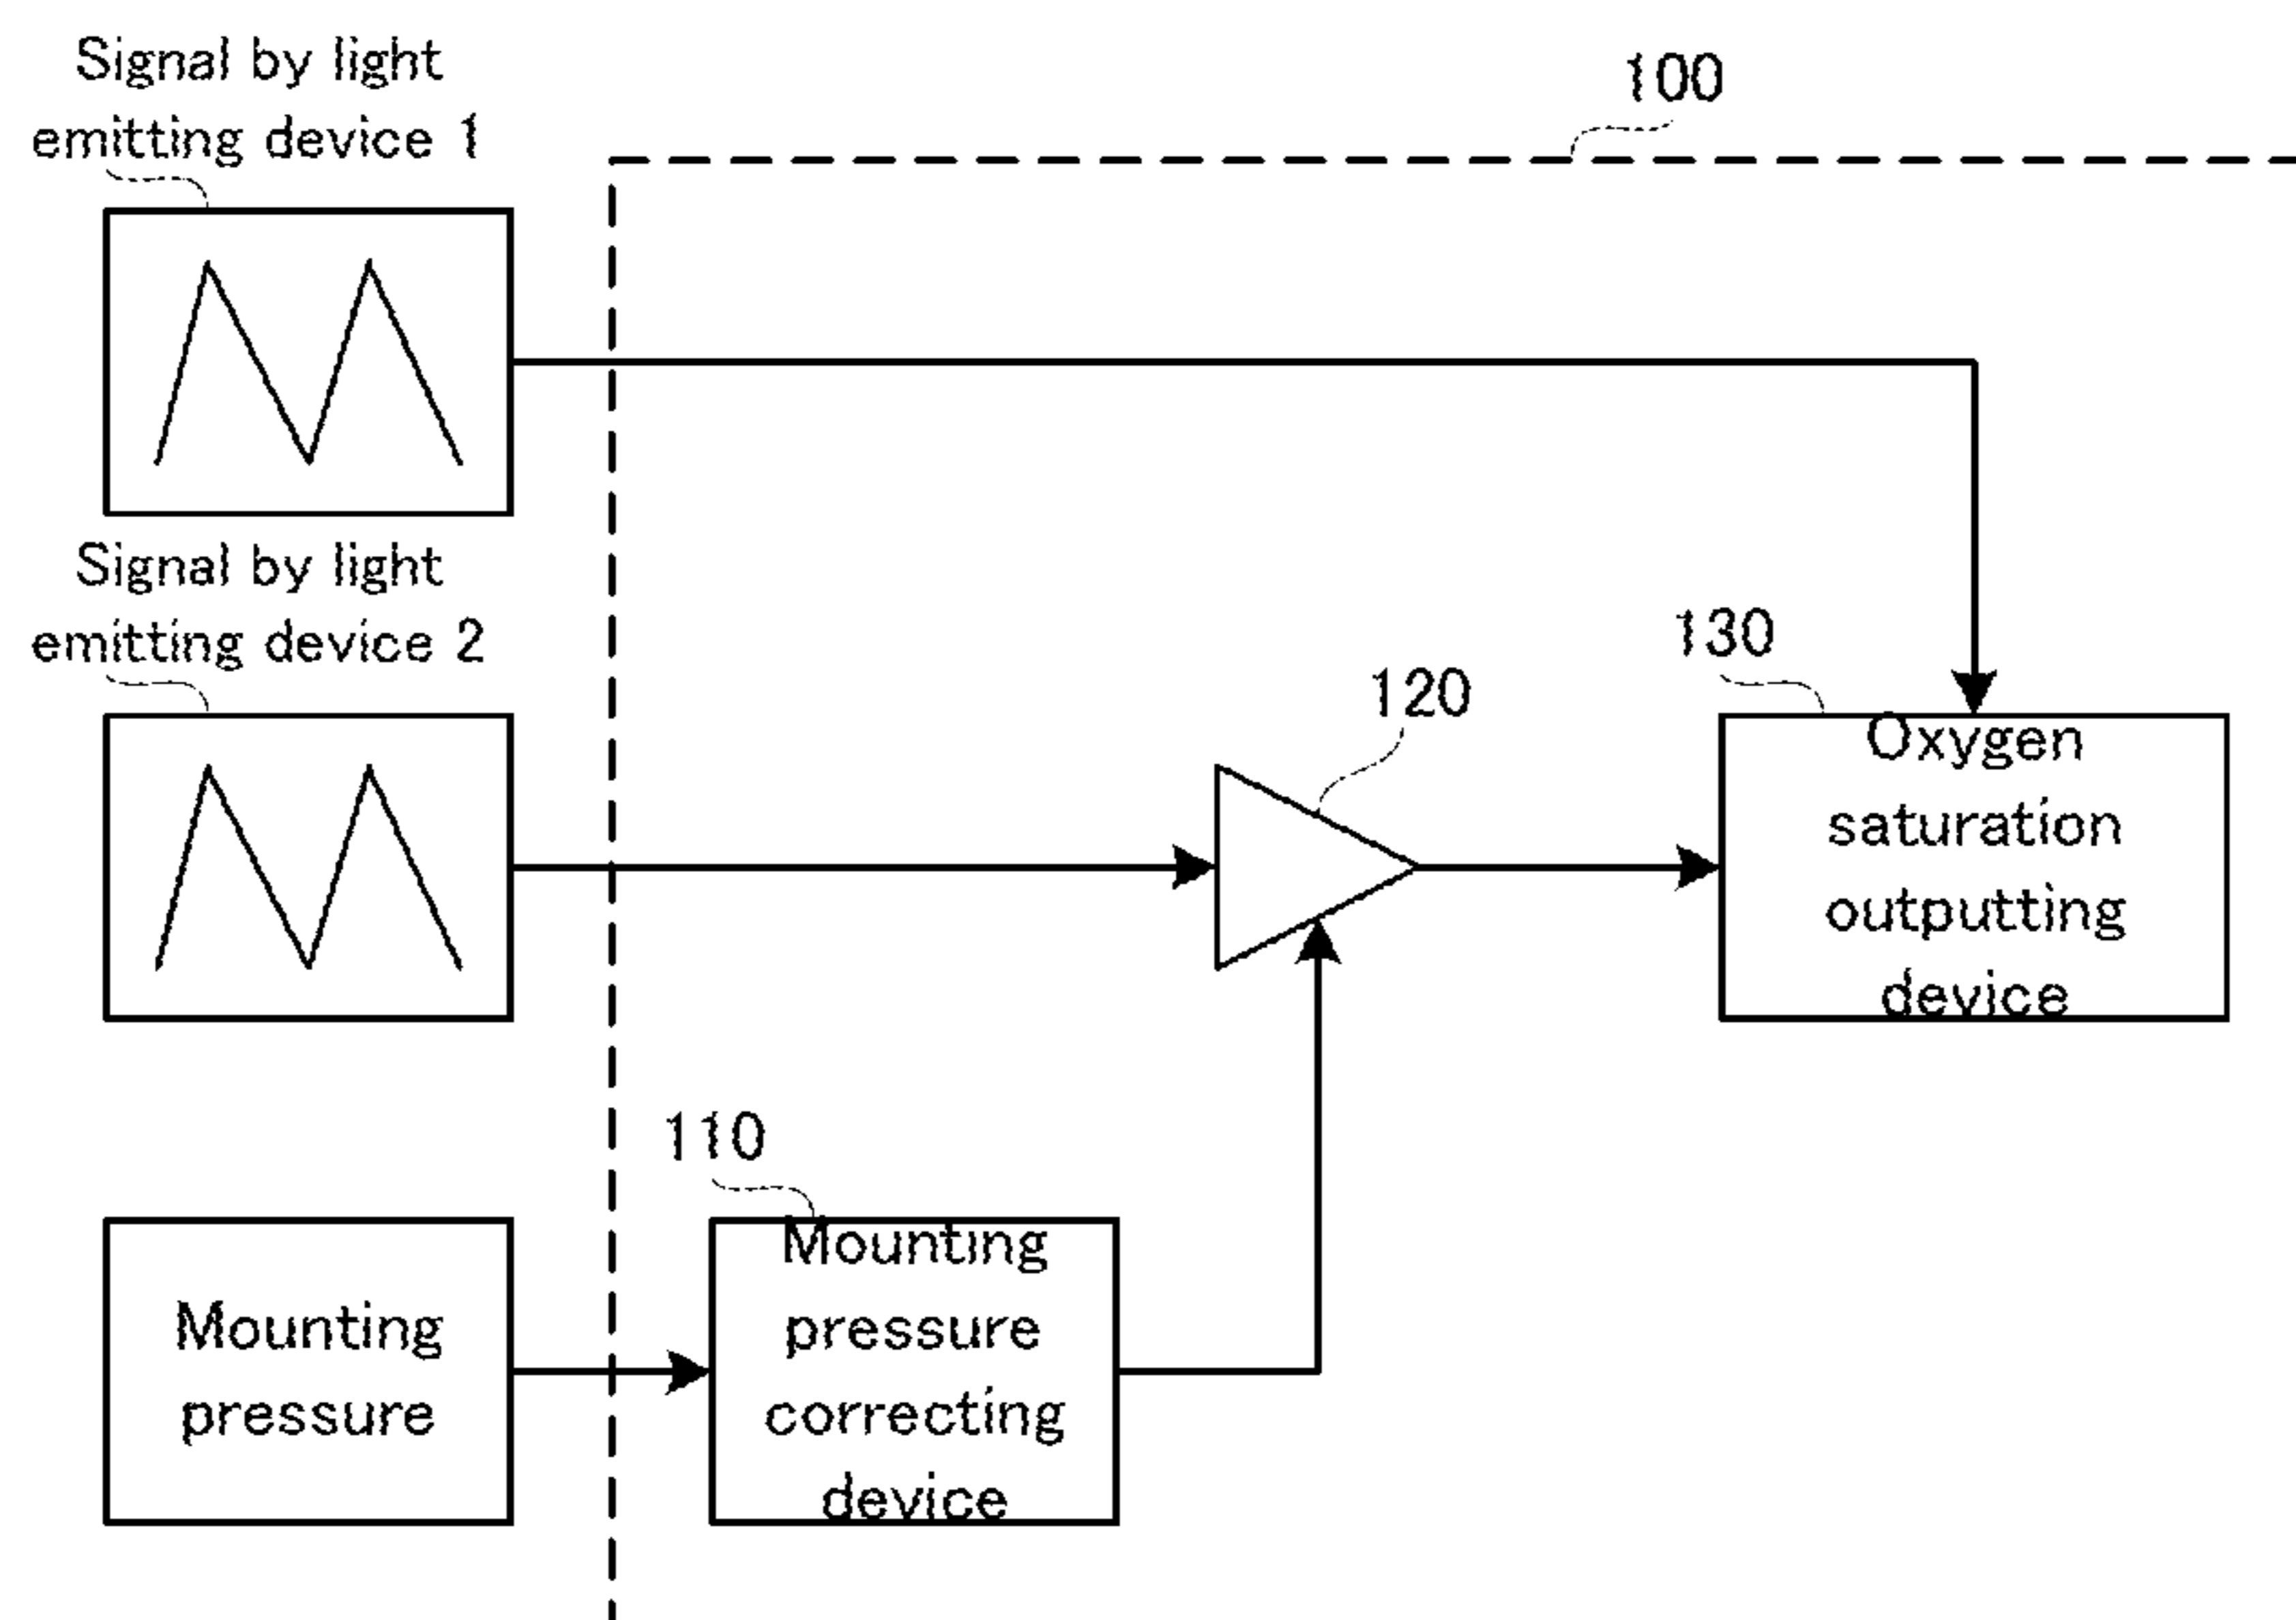 Signal by light
emitting device 1
100
Signal by light
emitting device 2
130
120
Oxygen
saturation
outputting
device
110
Mounting
pressure
Mounting
pressure
correcting
device